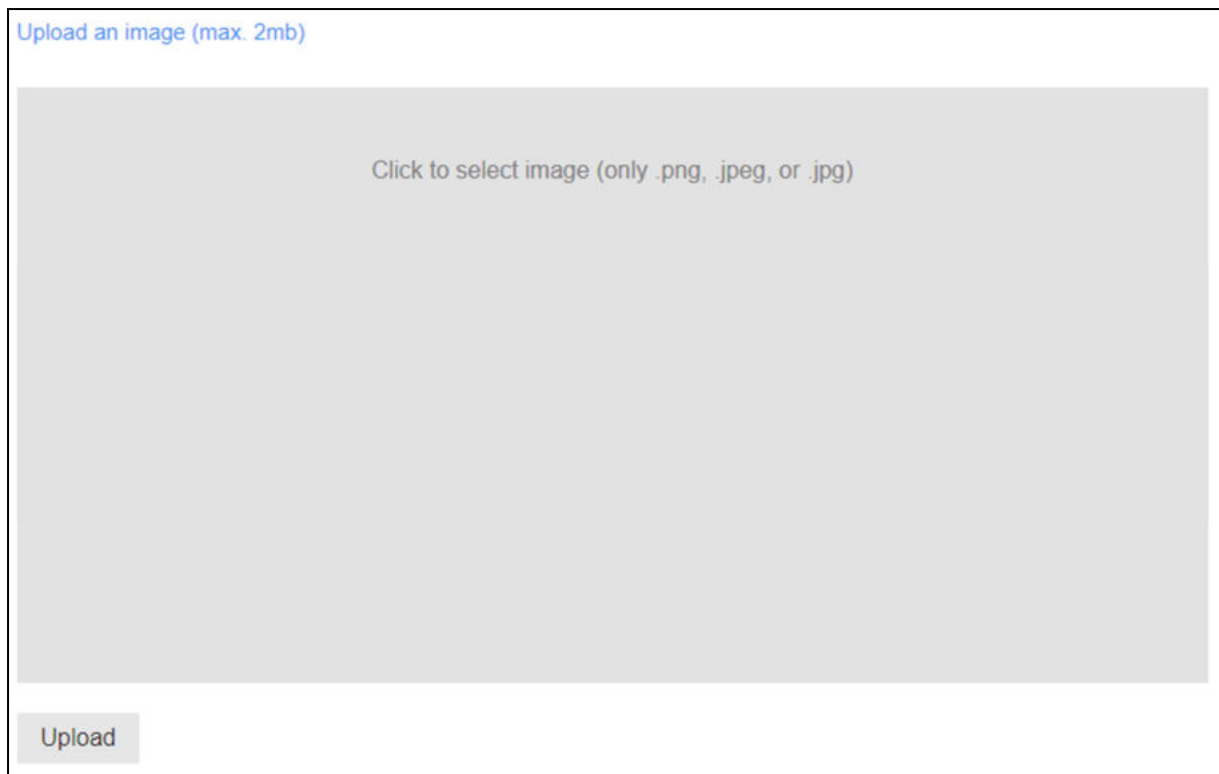 Upload an image (max. 2mb)
Click to select image (only .png, .jpeg, or .jpg)
Upload